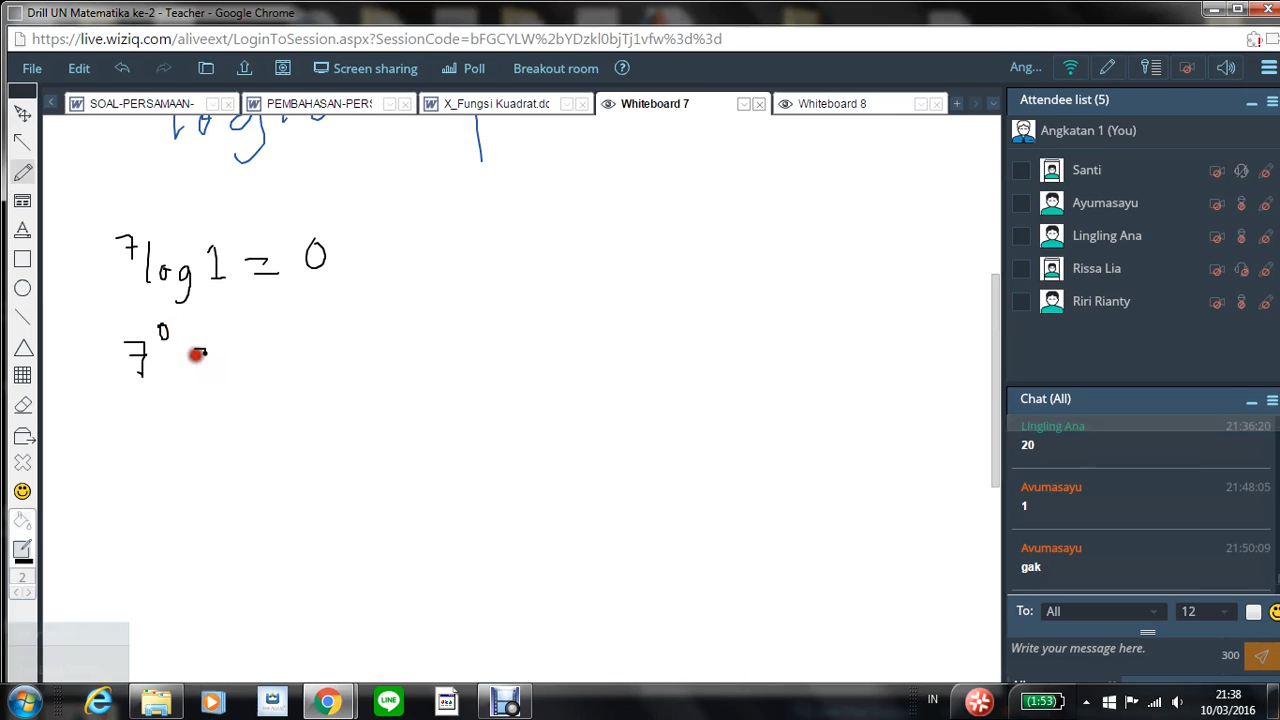 Drill UN Matematika ke-2 - Teacher - Google Chrome
https://live.wiziq.com/aliveext/LoginToSession.aspx?SessionCode=bFGCYLW%2bYDzkl0bjTj1vfw%3d%3d
File Edit Screen sharing Poll Breakout room ? Ang...
SOAL-PERSAMAAN- PEMBAHASAN-PERS X_Fungsi Kuadrat.dc Whiteboard 7 Whiteboard 8
Attendee list (5)
Angkatan 1 (You)
Santi
Ayumasayu
Lingling Ana
Rissa Lia
Riri Rianty
⁷log 1 = 0
7⁰
2
Chat (All)
Lingling Ana 21:36:20
20
Ayumasayu 21:48:05
1
Ayumasayu 21:50:09
gak
To: All 12
Write your message here. 300
IN (1:53) 21:38
10/03/2016